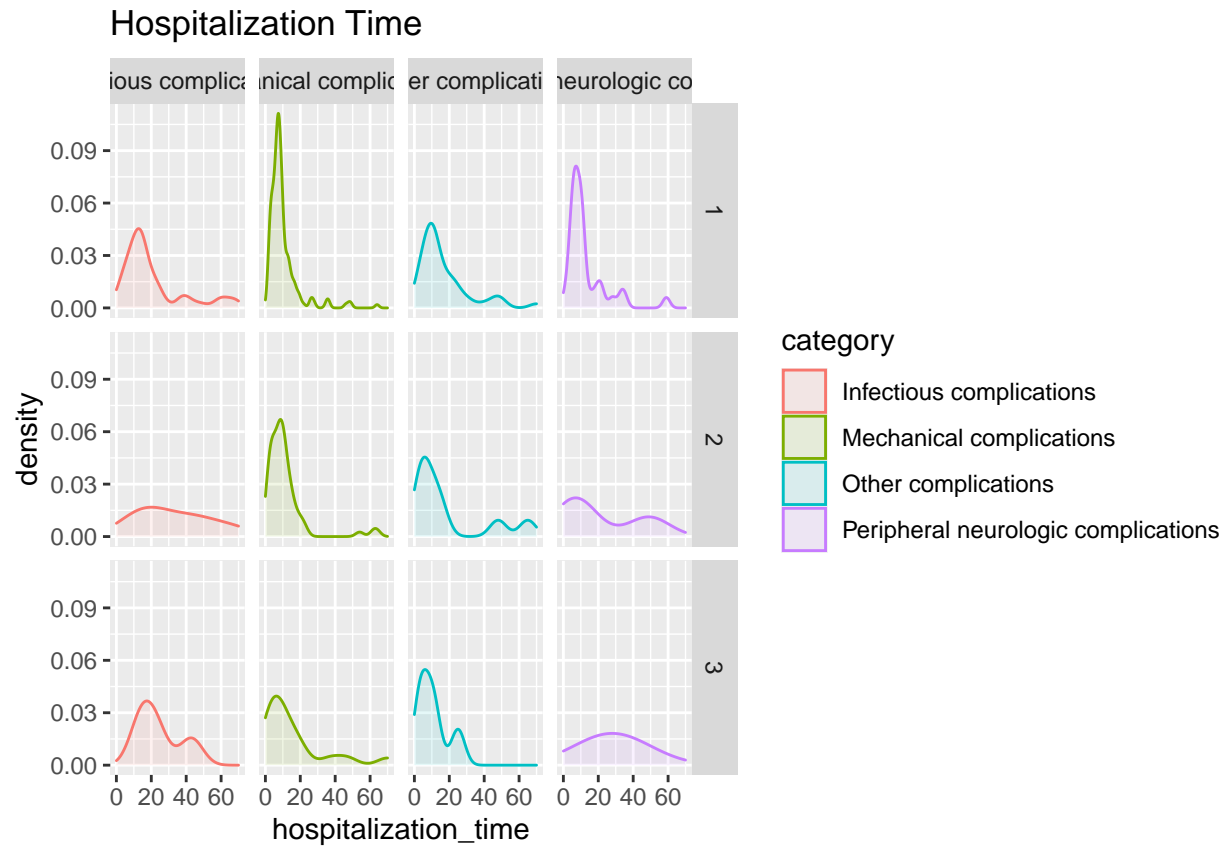 Hospitalization Time
ious complica
anical complic
er complicati
neurologic co
0.09
0.06
0.03
0.00
1
density
0.09
0.06
0.03
0.00
2
0.09
0.06
0.03
0.00
3
0 20 40 60 0 20 40 60 0 20 40 60 0 20 40 60
hospitalization_time
category
Infectious complications
Mechanical complications
Other complications
Peripheral neurologic complications